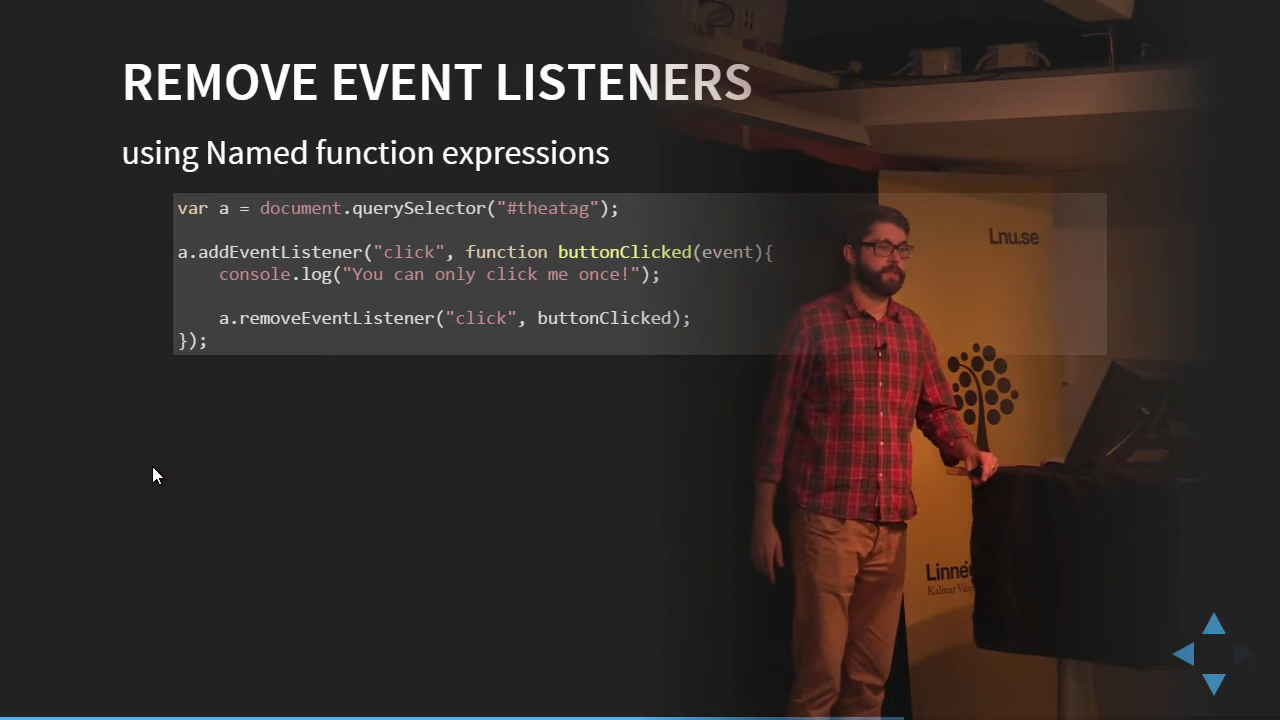 REMOVE EVENT LISTENERS
using Named function expressions
var a = document.querySelector("#theatag");
a.addEventListener("click", function buttonClicked(event){
    console.log("You can only click me once!");
    a.removeEventListener("click", buttonClicked);
});
Lnu.se